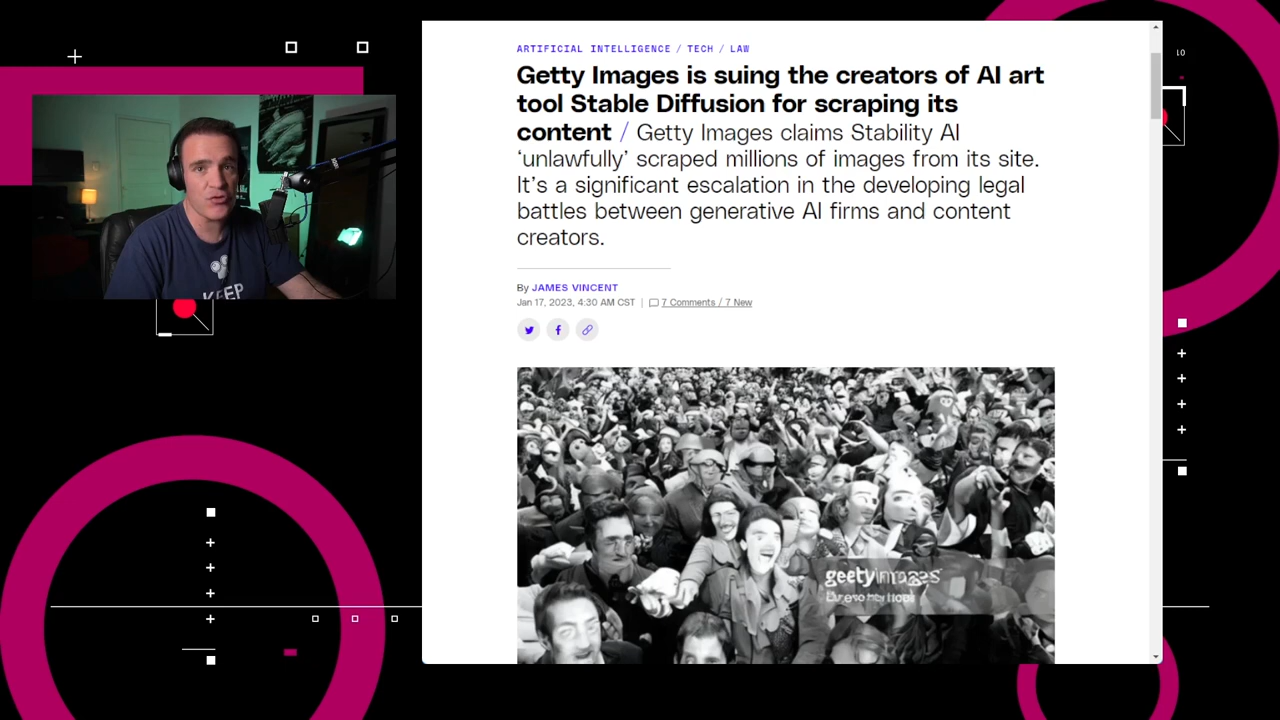 ARTIFICIAL INTELLIGENCE / TECH / LAW
Getty Images is suing the creators of AI art
tool Stable Diffusion for scraping its
content / Getty Images claims Stability AI
‘unlawfully’ scraped millions of images from its site.
It’s a significant escalation in the developing legal
battles between generative AI firms and content
creators.
By JAMES VINCENT
Jan 17, 2023, 4:30 AM CST | 7 Comments / 7 New
KEEP
10